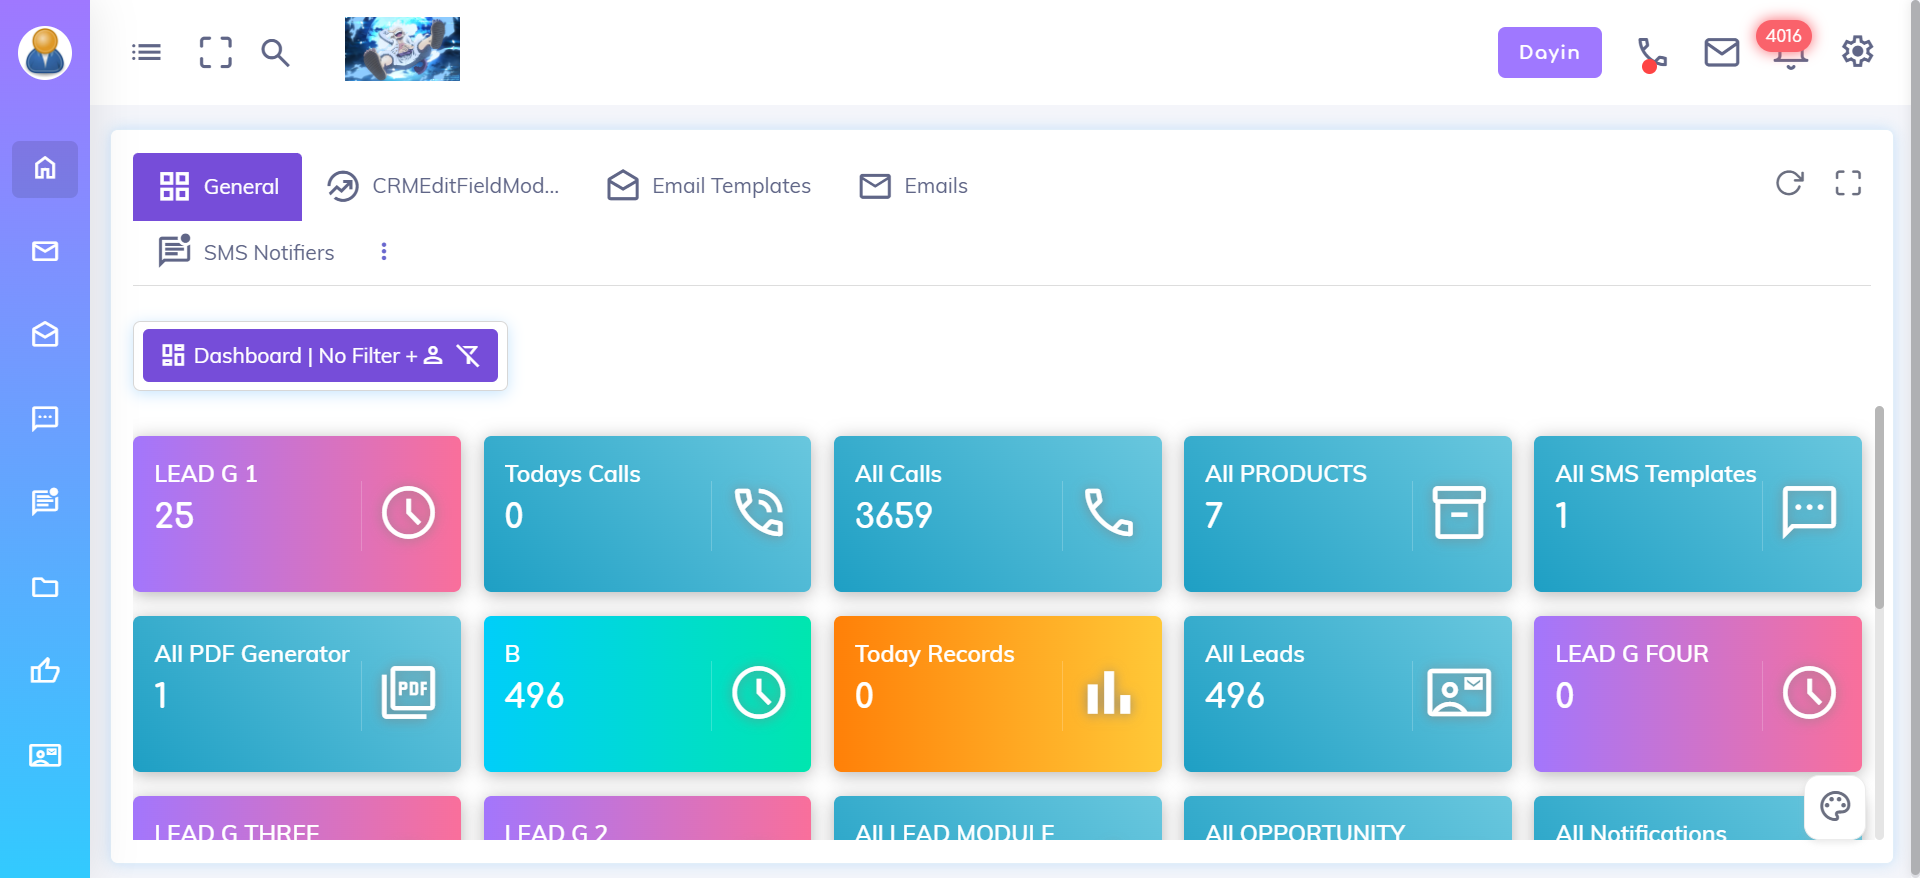 Dayin
4016
General
CRMEditFieldMod...
Email Templates
Emails
SMS Notifiers
Dashboard | No Filter +
LEAD G 1
25
Todays Calls
0
All Calls
3659
All PRODUCTS
7
All SMS Templates
1
All PDF Generator
1
PDF
B
496
Today Records
0
All Leads
496
LEAD G FOUR
0
LEAD G THREE
LEAD G 2
All LEAD MODULE
All OPPORTUNITY
All Notifications